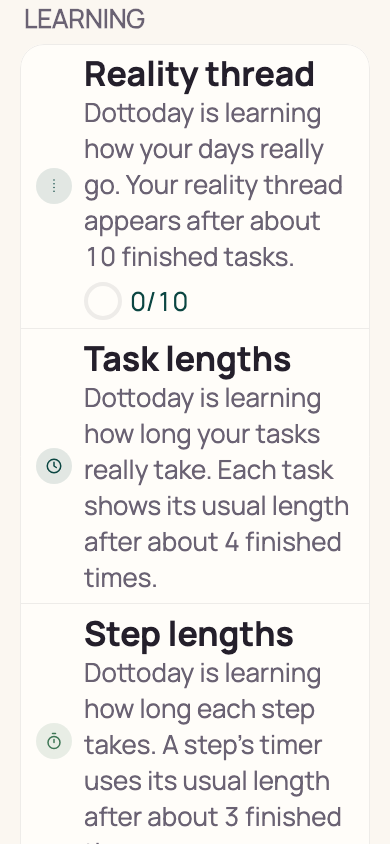 LEARNING
Reality thread
Dottoday is learning
how your days really
go. Your reality thread
appears after about
10 finished tasks.
0/10
Task lengths
Dottoday is learning
how long your tasks
really take. Each task
shows its usual length
after about 4 finished
times.
Step lengths
Dottoday is learning
how long each step
takes. A step’s timer
uses its usual length
after about 3 finished